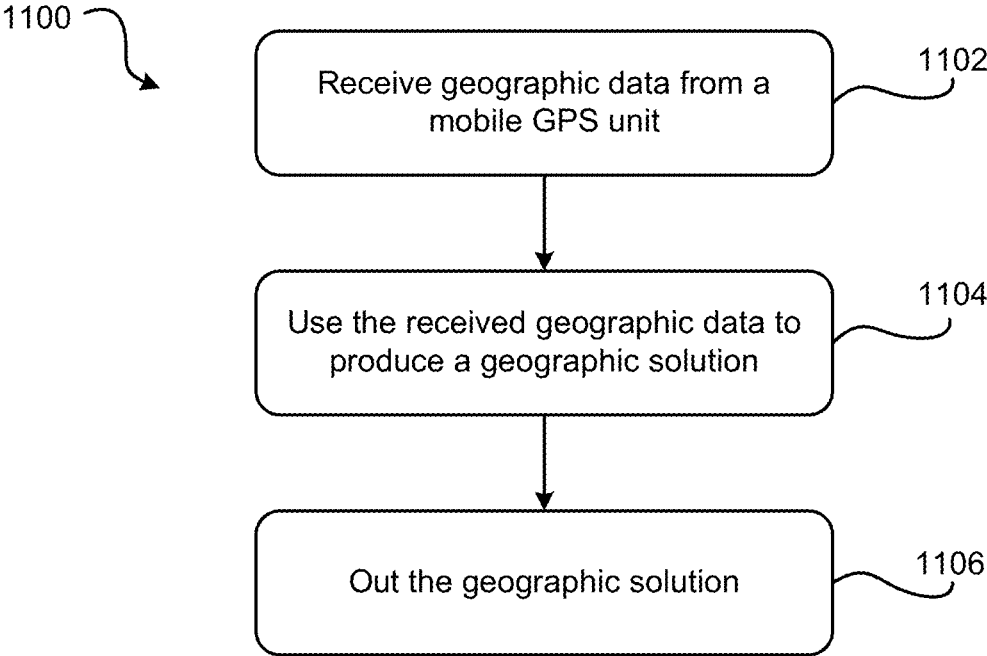 1100
Receive geographic data from a
mobile GPS unit
1102
Use the received geographic data to
produce a geographic solution
1104
Out the geographic solution
1106